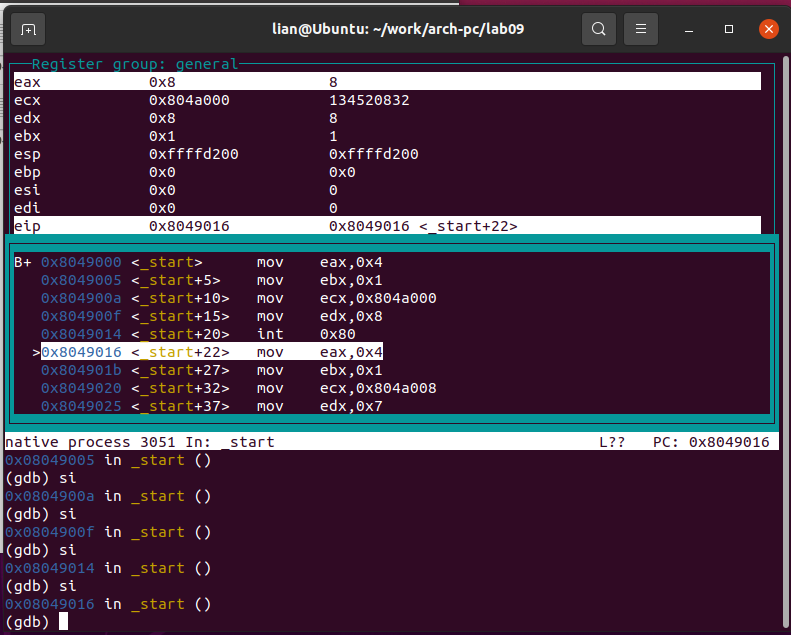 lian@Ubuntu: ~/work/arch-pc/lab09
Register group: general
eax 0x8 8
ecx 0x804a000 134520832
edx 0x8 8
ebx 0x1 1
esp 0xffffd200 0xffffd200
ebp 0x0 0x0
esi 0x0 0
edi 0x0 0
eip 0x8049016 0x8049016 <_start+22>
B+ 0x8049000 <_start> mov eax,0x4
0x8049005 <_start+5> mov ebx,0x1
0x804900a <_start+10> mov ecx,0x804a000
0x804900f <_start+15> mov edx,0x8
0x8049014 <_start+20> int 0x80
>0x8049016 <_start+22> mov eax,0x4
0x804901b <_start+27> mov ebx,0x1
0x8049020 <_start+32> mov ecx,0x804a008
0x8049025 <_start+37> mov edx,0x7
native process 3051 In: _start L?? PC: 0x8049016
0x08049005 in _start ()
(gdb) si
0x0804900a in _start ()
(gdb) si
0x0804900f in _start ()
(gdb) si
0x08049014 in _start ()
(gdb) si
0x08049016 in _start ()
(gdb)